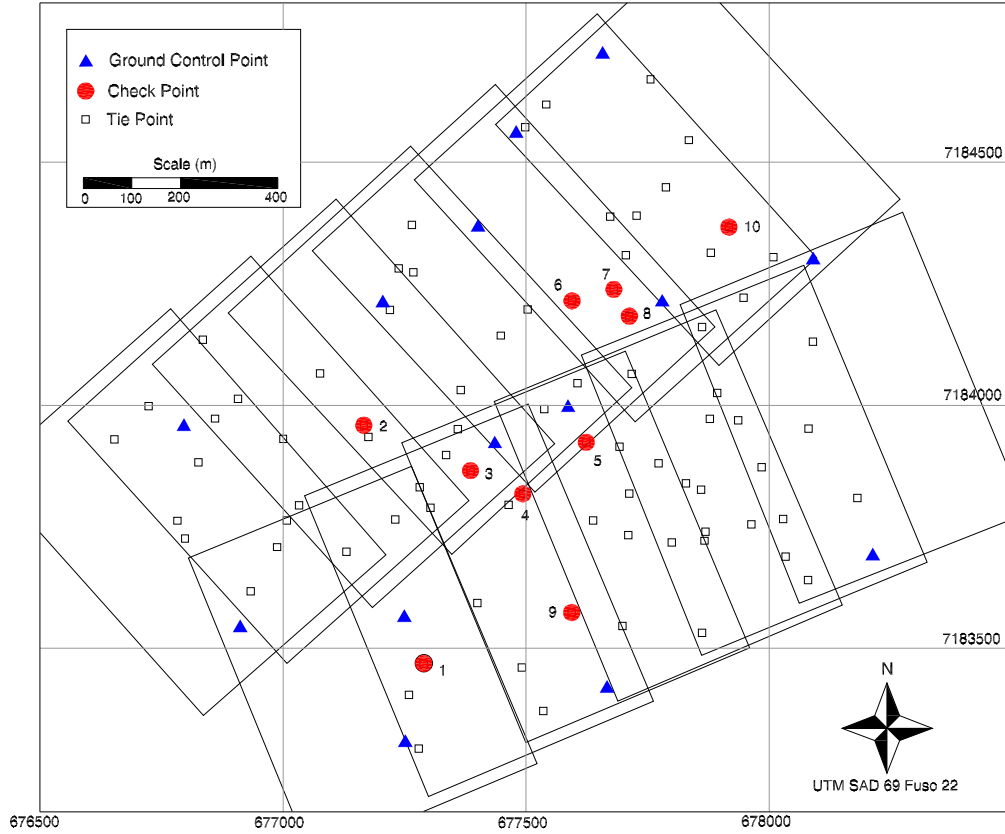 Ground Control Point
Check Point
Tie Point
Scale (m)
0 100 200 400
7184500
10
7
6
8
7184000
2
5
3
4
9
7183500
1
N
UTM SAD 69 Fuso 22
676500 677000 677500 678000